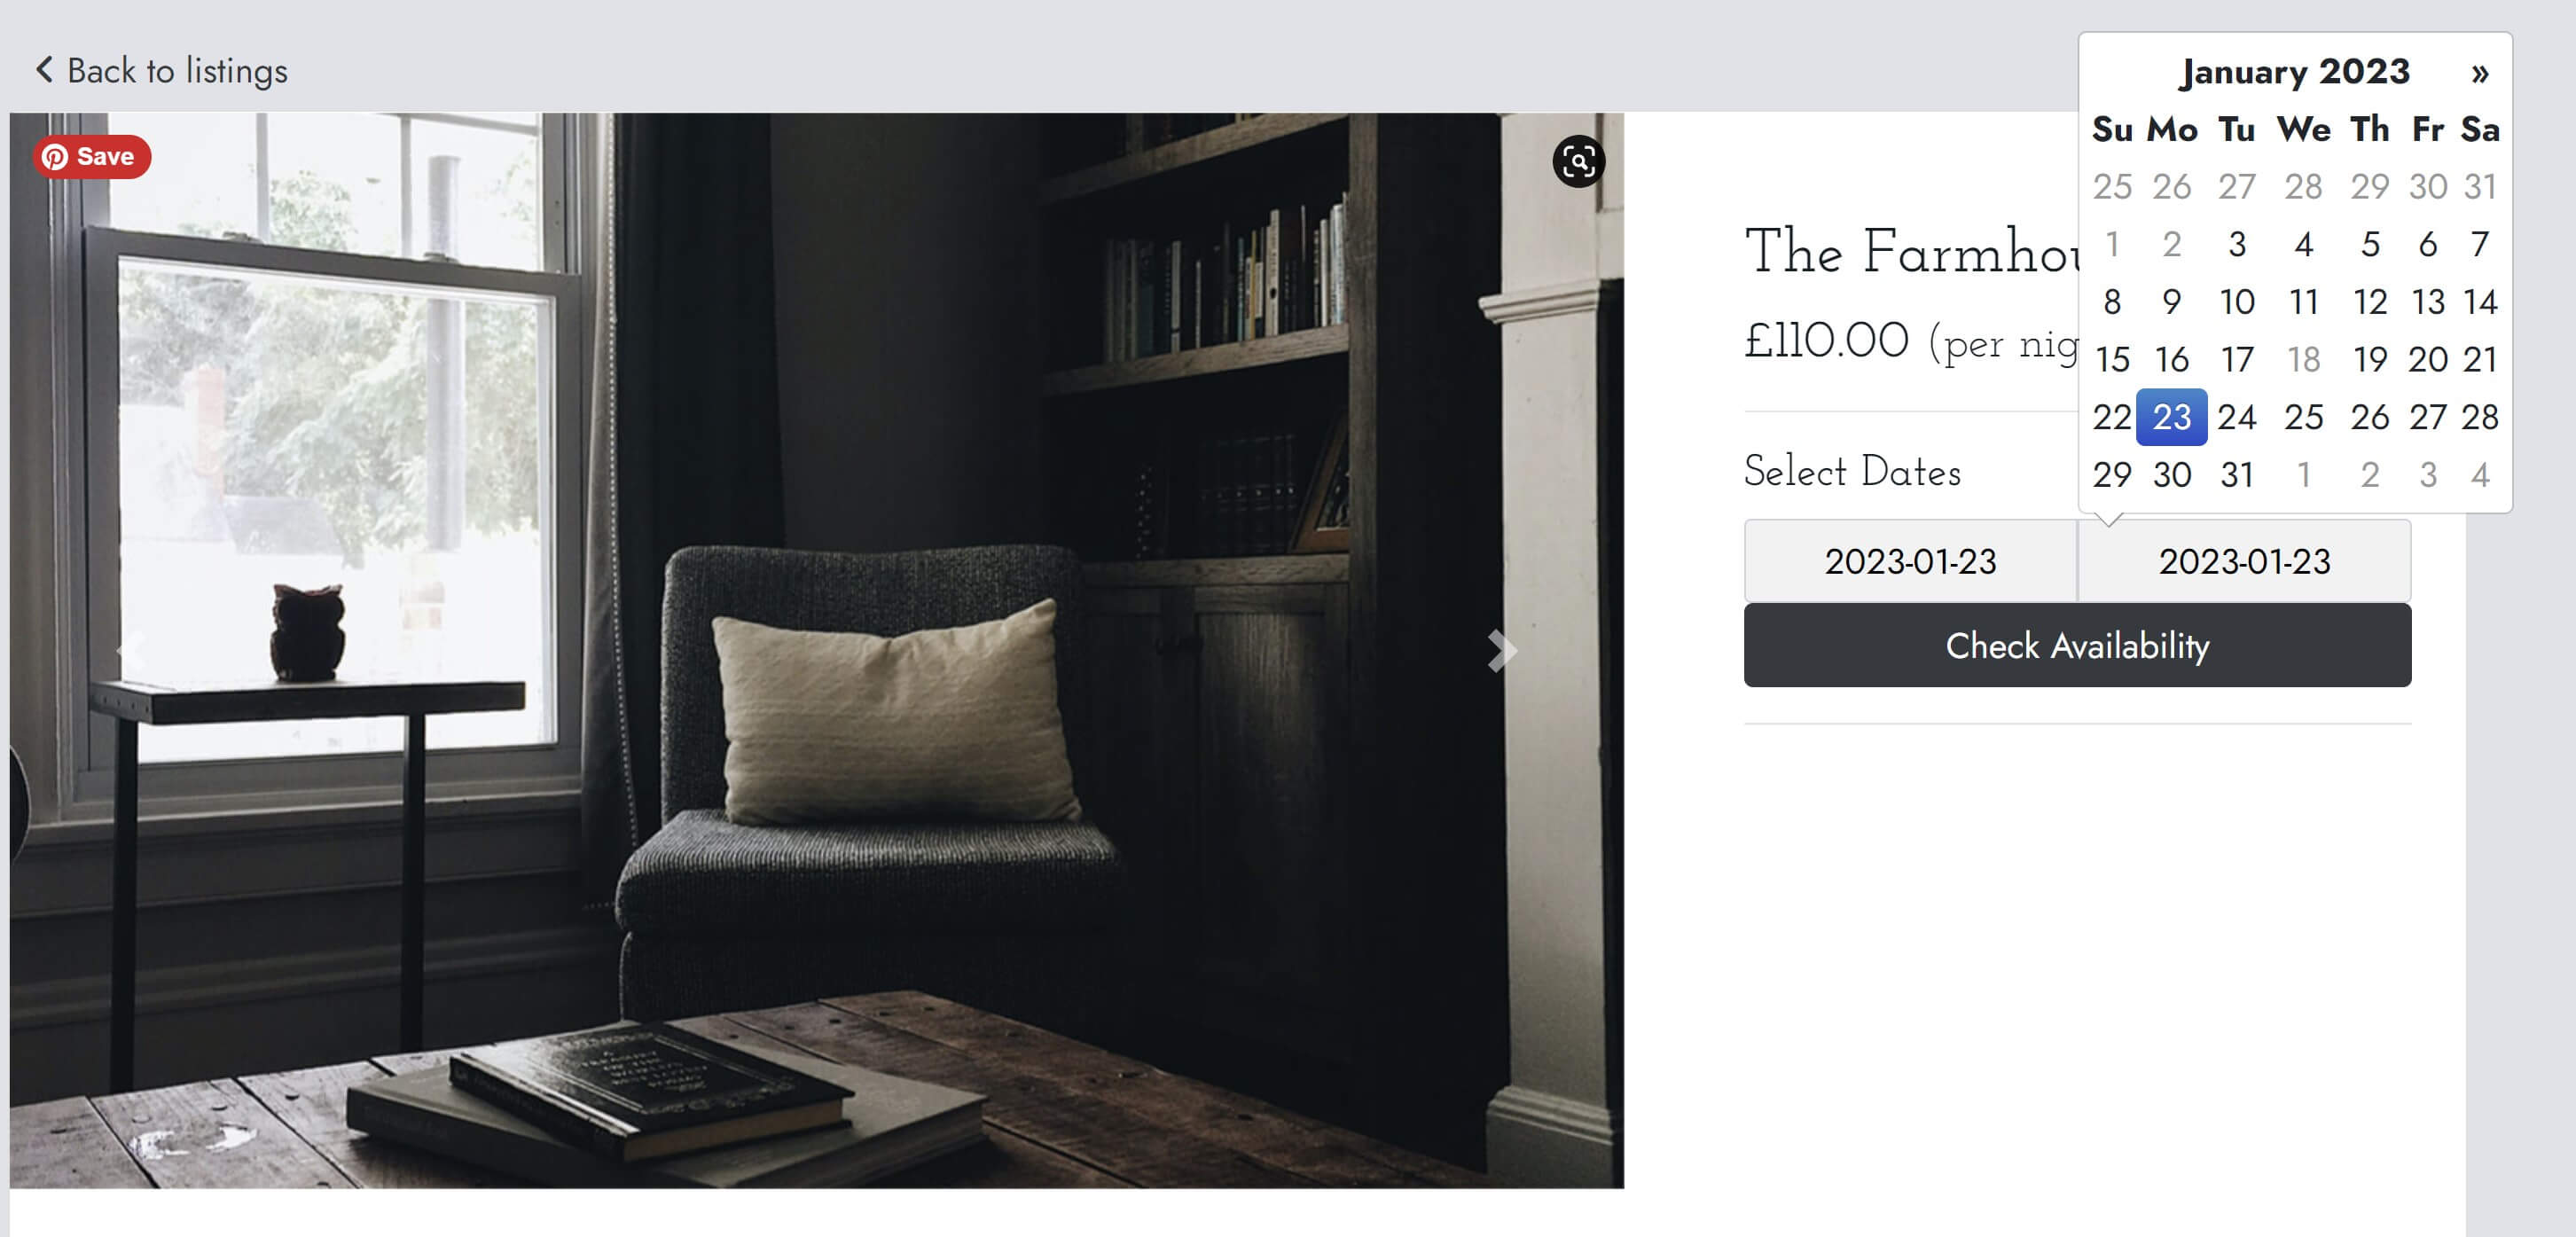 Back to listings
Save
The Farmhou
£110.00 (per nig
Select Dates
2023-01-23 2023-01-23
Check Availability
January 2023 »
Su Mo Tu We Th Fr Sa
25 26 27 28 29 30 31
1 2 3 4 5 6 7
8 9 10 11 12 13 14
15 16 17 18 19 20 21
22 23 24 25 26 27 28
29 30 31 1 2 3 4